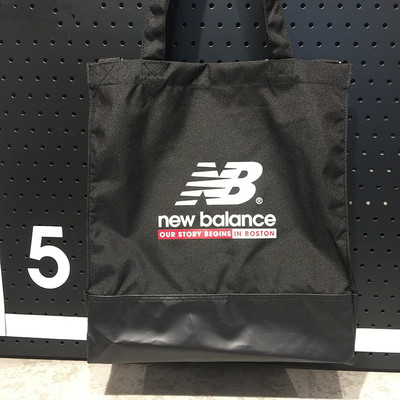 NB®
new balance
OUR STORY BEGINS IN BOSTON
5